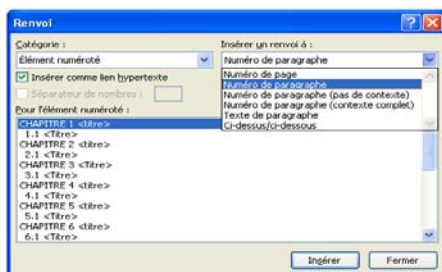 Renvoi
Catégorie :
Insérer un renvoi à :
Élément numéroté
Numéro de paragraphe
Insérer comme lien hypertexte
Séparateur de nombres :
Numéro de page
Numéro de paragraphe
Numéro de paragraphe (pas de contexte)
Numéro de paragraphe (contexte complet)
Texte de paragraphe
Ci-dessus/ci-dessous
Pour l'élément numéroté :
CHAPITRE 1 <titre>
1.1 <Titre>
CHAPITRE 2 <titre>
2.1 <Titre>
CHAPITRE 3 <Titre>
3.1 <Titre>
CHAPITRE 4 <titre>
4.1 <Titre>
CHAPITRE 5 <titre>
5.1 <Titre>
CHAPITRE 6 <titre>
6.1 <Titre>
Insérer
Fermer